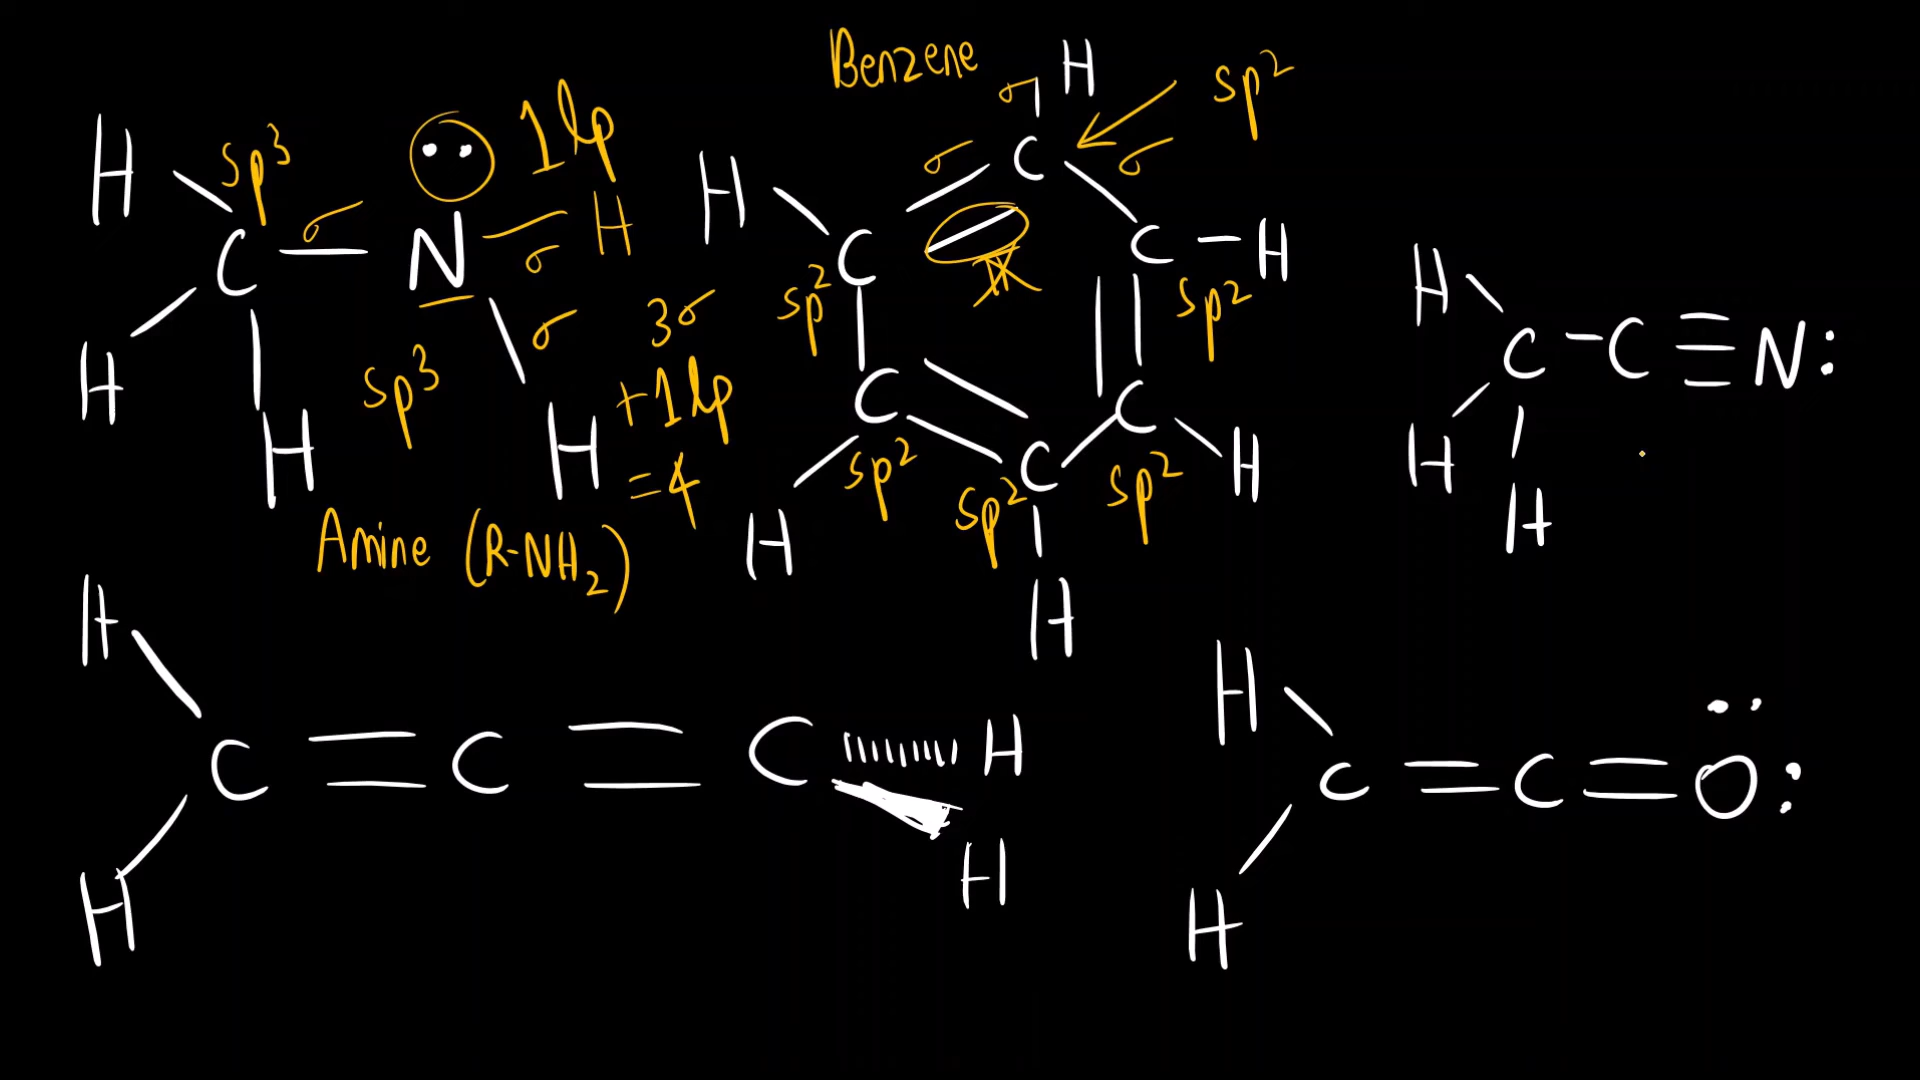 Benzene
H
σ
sp²
H
sp³
1lp
σ
C
σ
H
C
σ
N
H
σ
H
C
C – H
sp²
sp²
π
H
C – C ≡ N:
H
H
σ
3σ
sp³
+1lp
C
C
H
H
H
= 4
sp²
sp²
C
sp²
H
H
H
Amine (R-NH₂)
H
H
H
H
C = C = C
H
H
H
C = C = O:
H
H